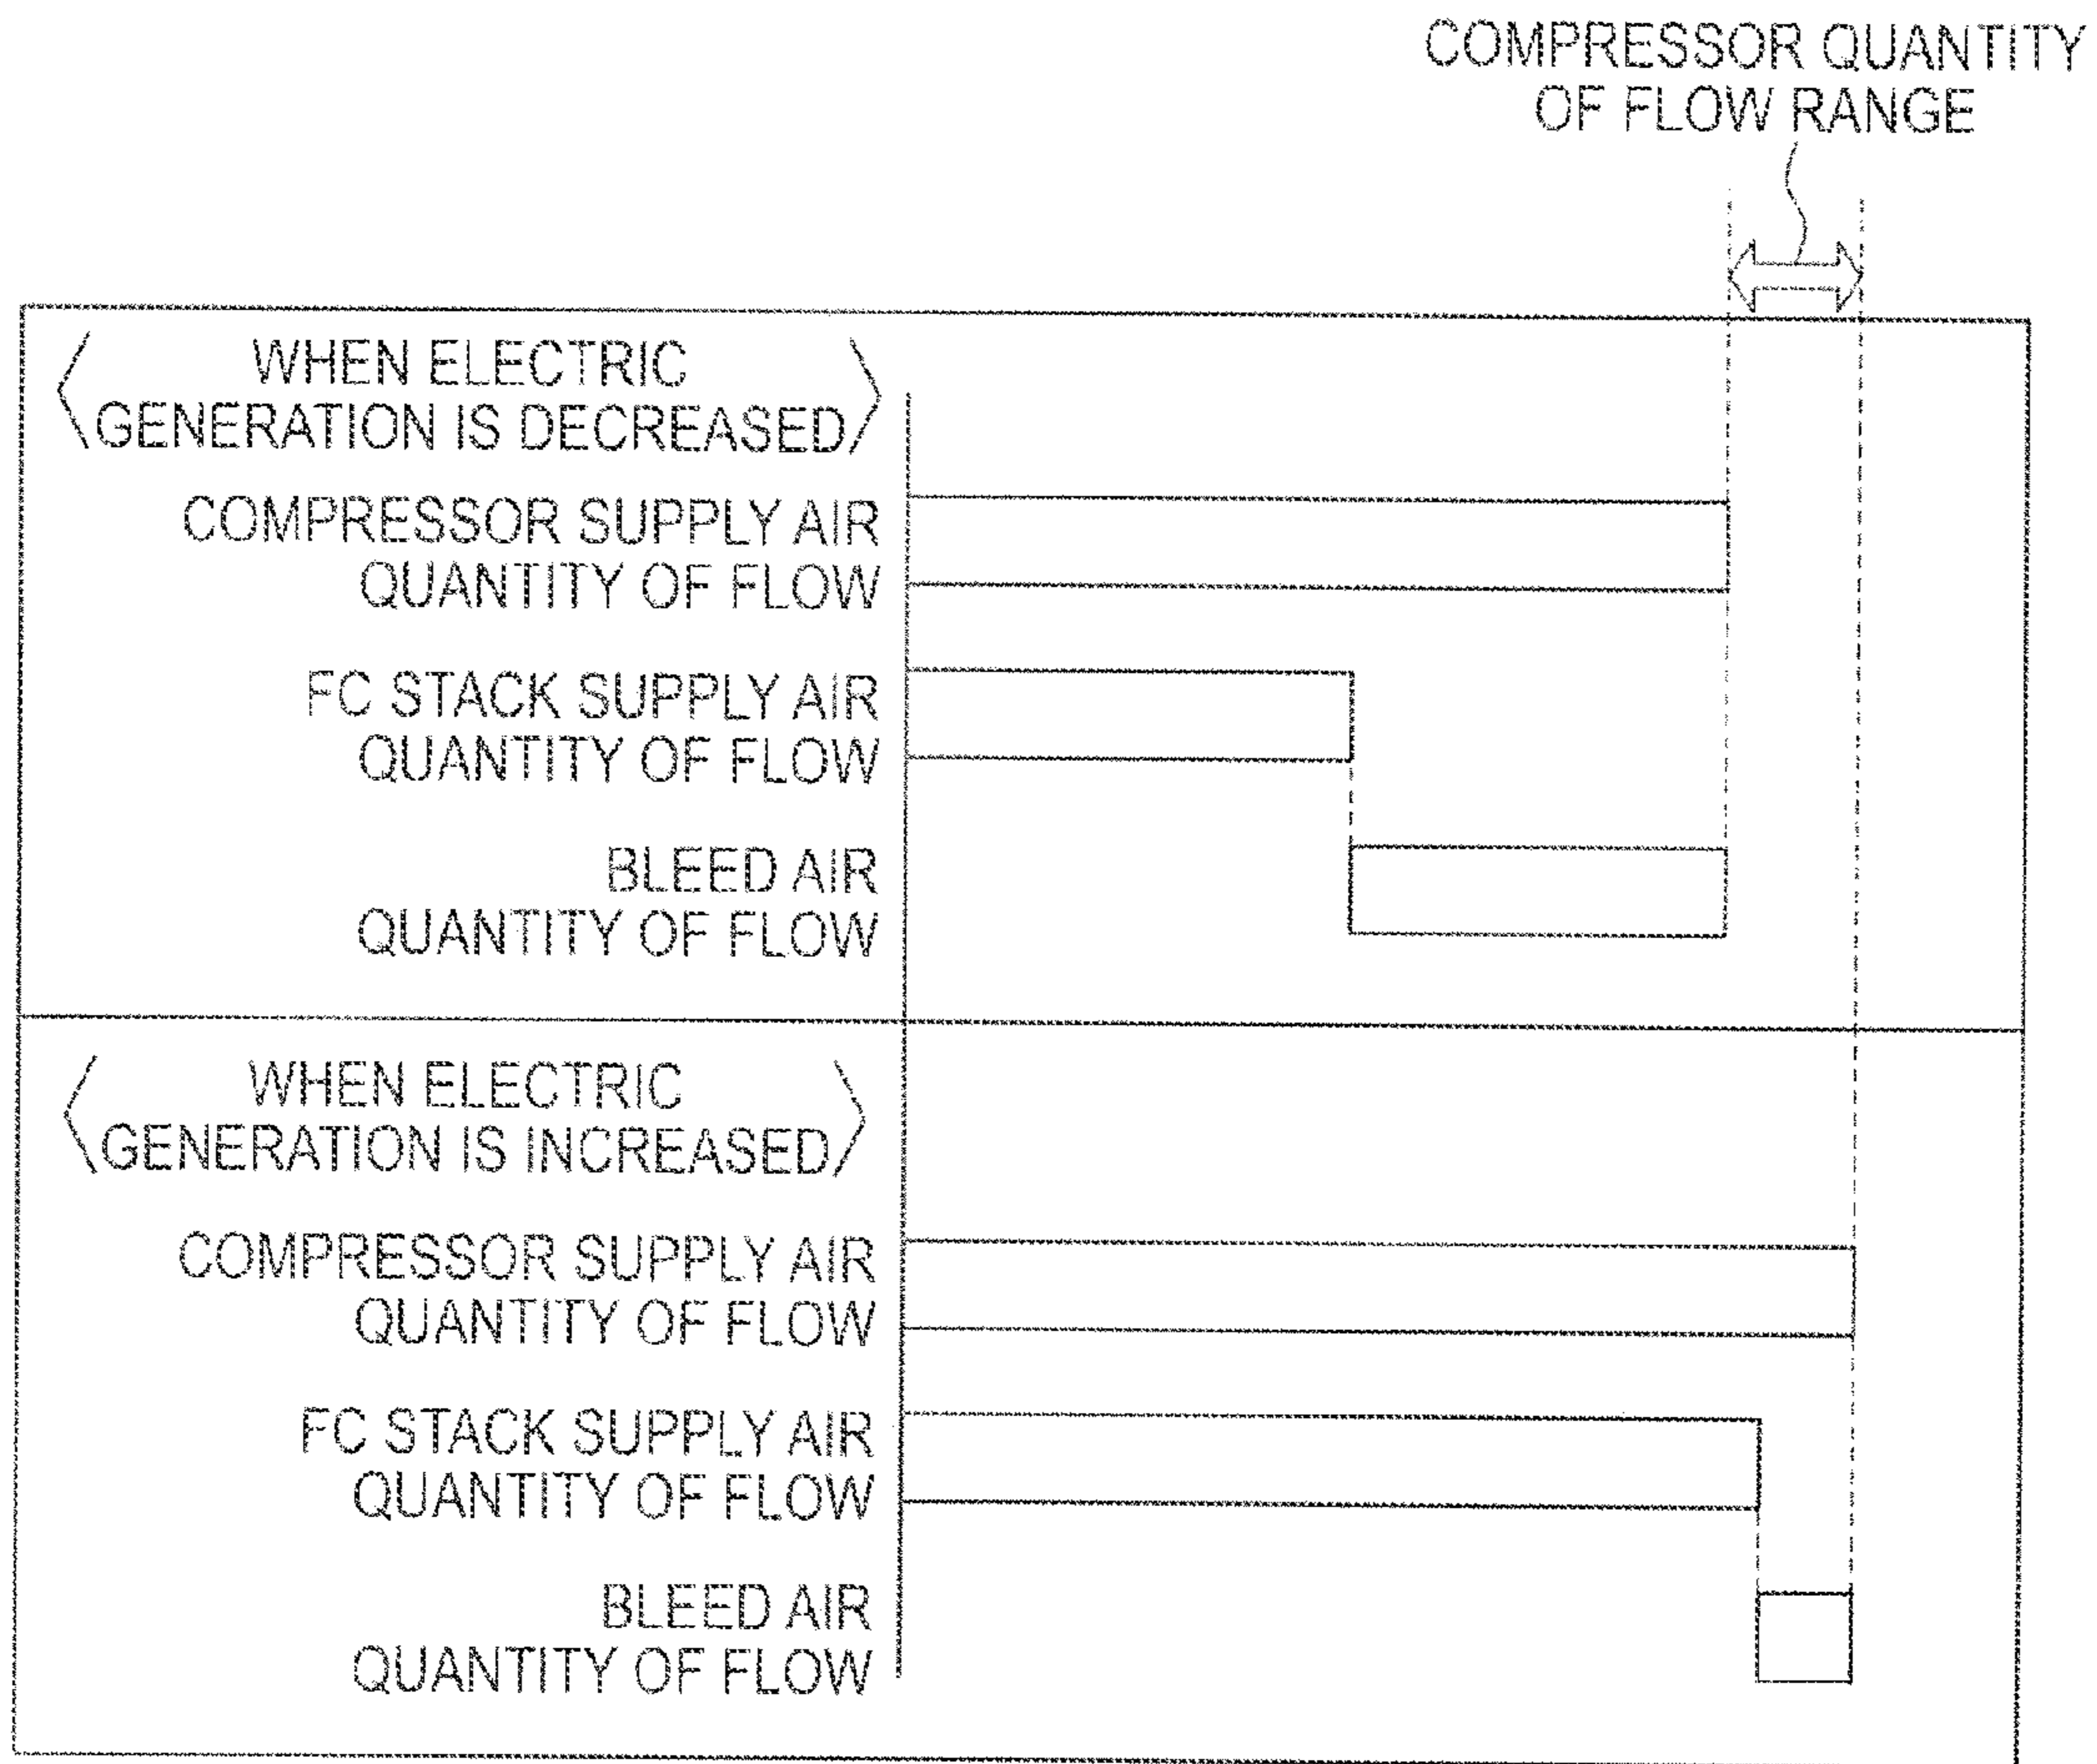 COMPRESSOR QUANTITY
OF FLOW RANGE
WHEN ELECTRIC
GENERATION IS DECREASED
COMPRESSOR SUPPLY AIR
QUANTITY OF FLOW
FC STACK SUPPLY AIR
QUANTITY OF FLOW
BLEED AIR
QUANTITY OF FLOW
WHEN ELECTRIC
GENERATION IS INCREASED
COMPRESSOR SUPPLY AIR
QUANTITY OF FLOW
FC STACK SUPPLY AIR
QUANTITY OF FLOW
BLEED AIR
QUANTITY OF FLOW